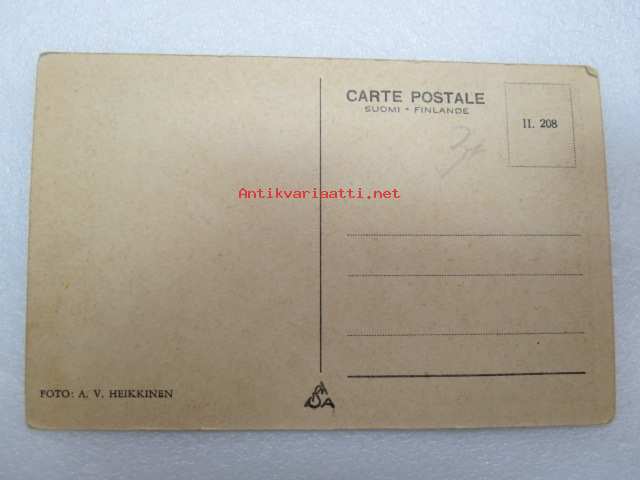 CARTE POSTALE
SUOMI - FINLANDE
II. 208
Antikvariaatti.net
FOTO: A. V. HEIKKINEN